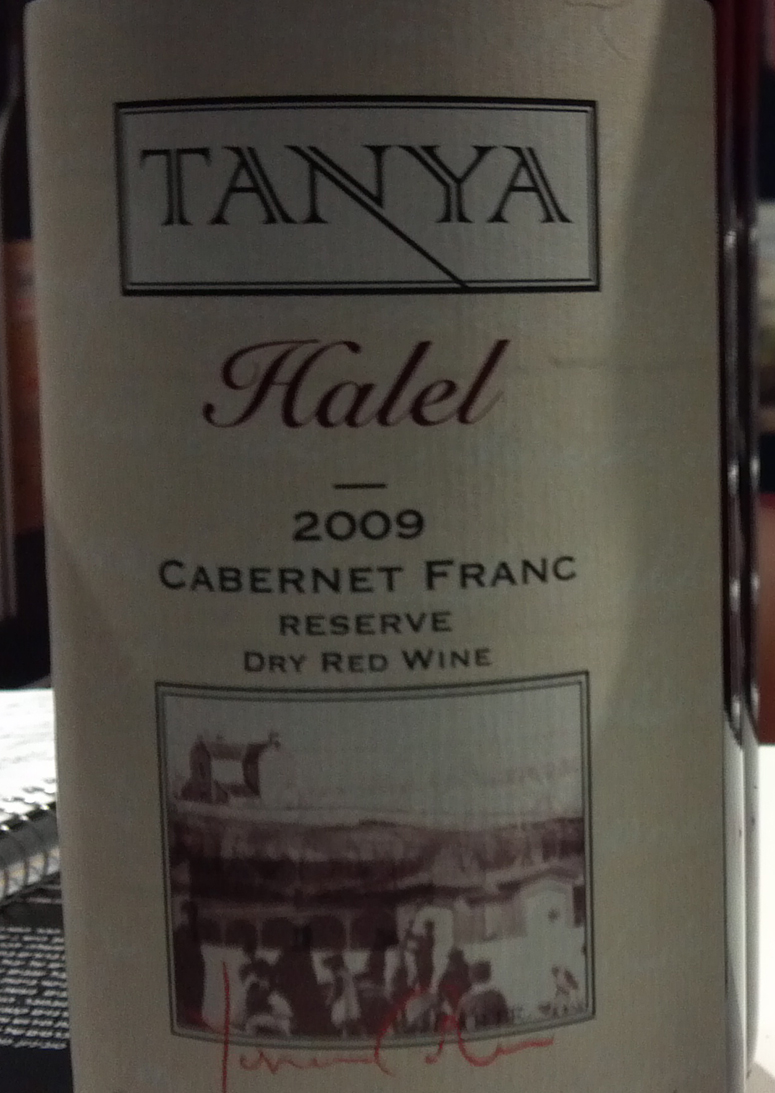 TANYA
Halel
2009
CABERNET FRANC
RESERVE
DRY RED WINE